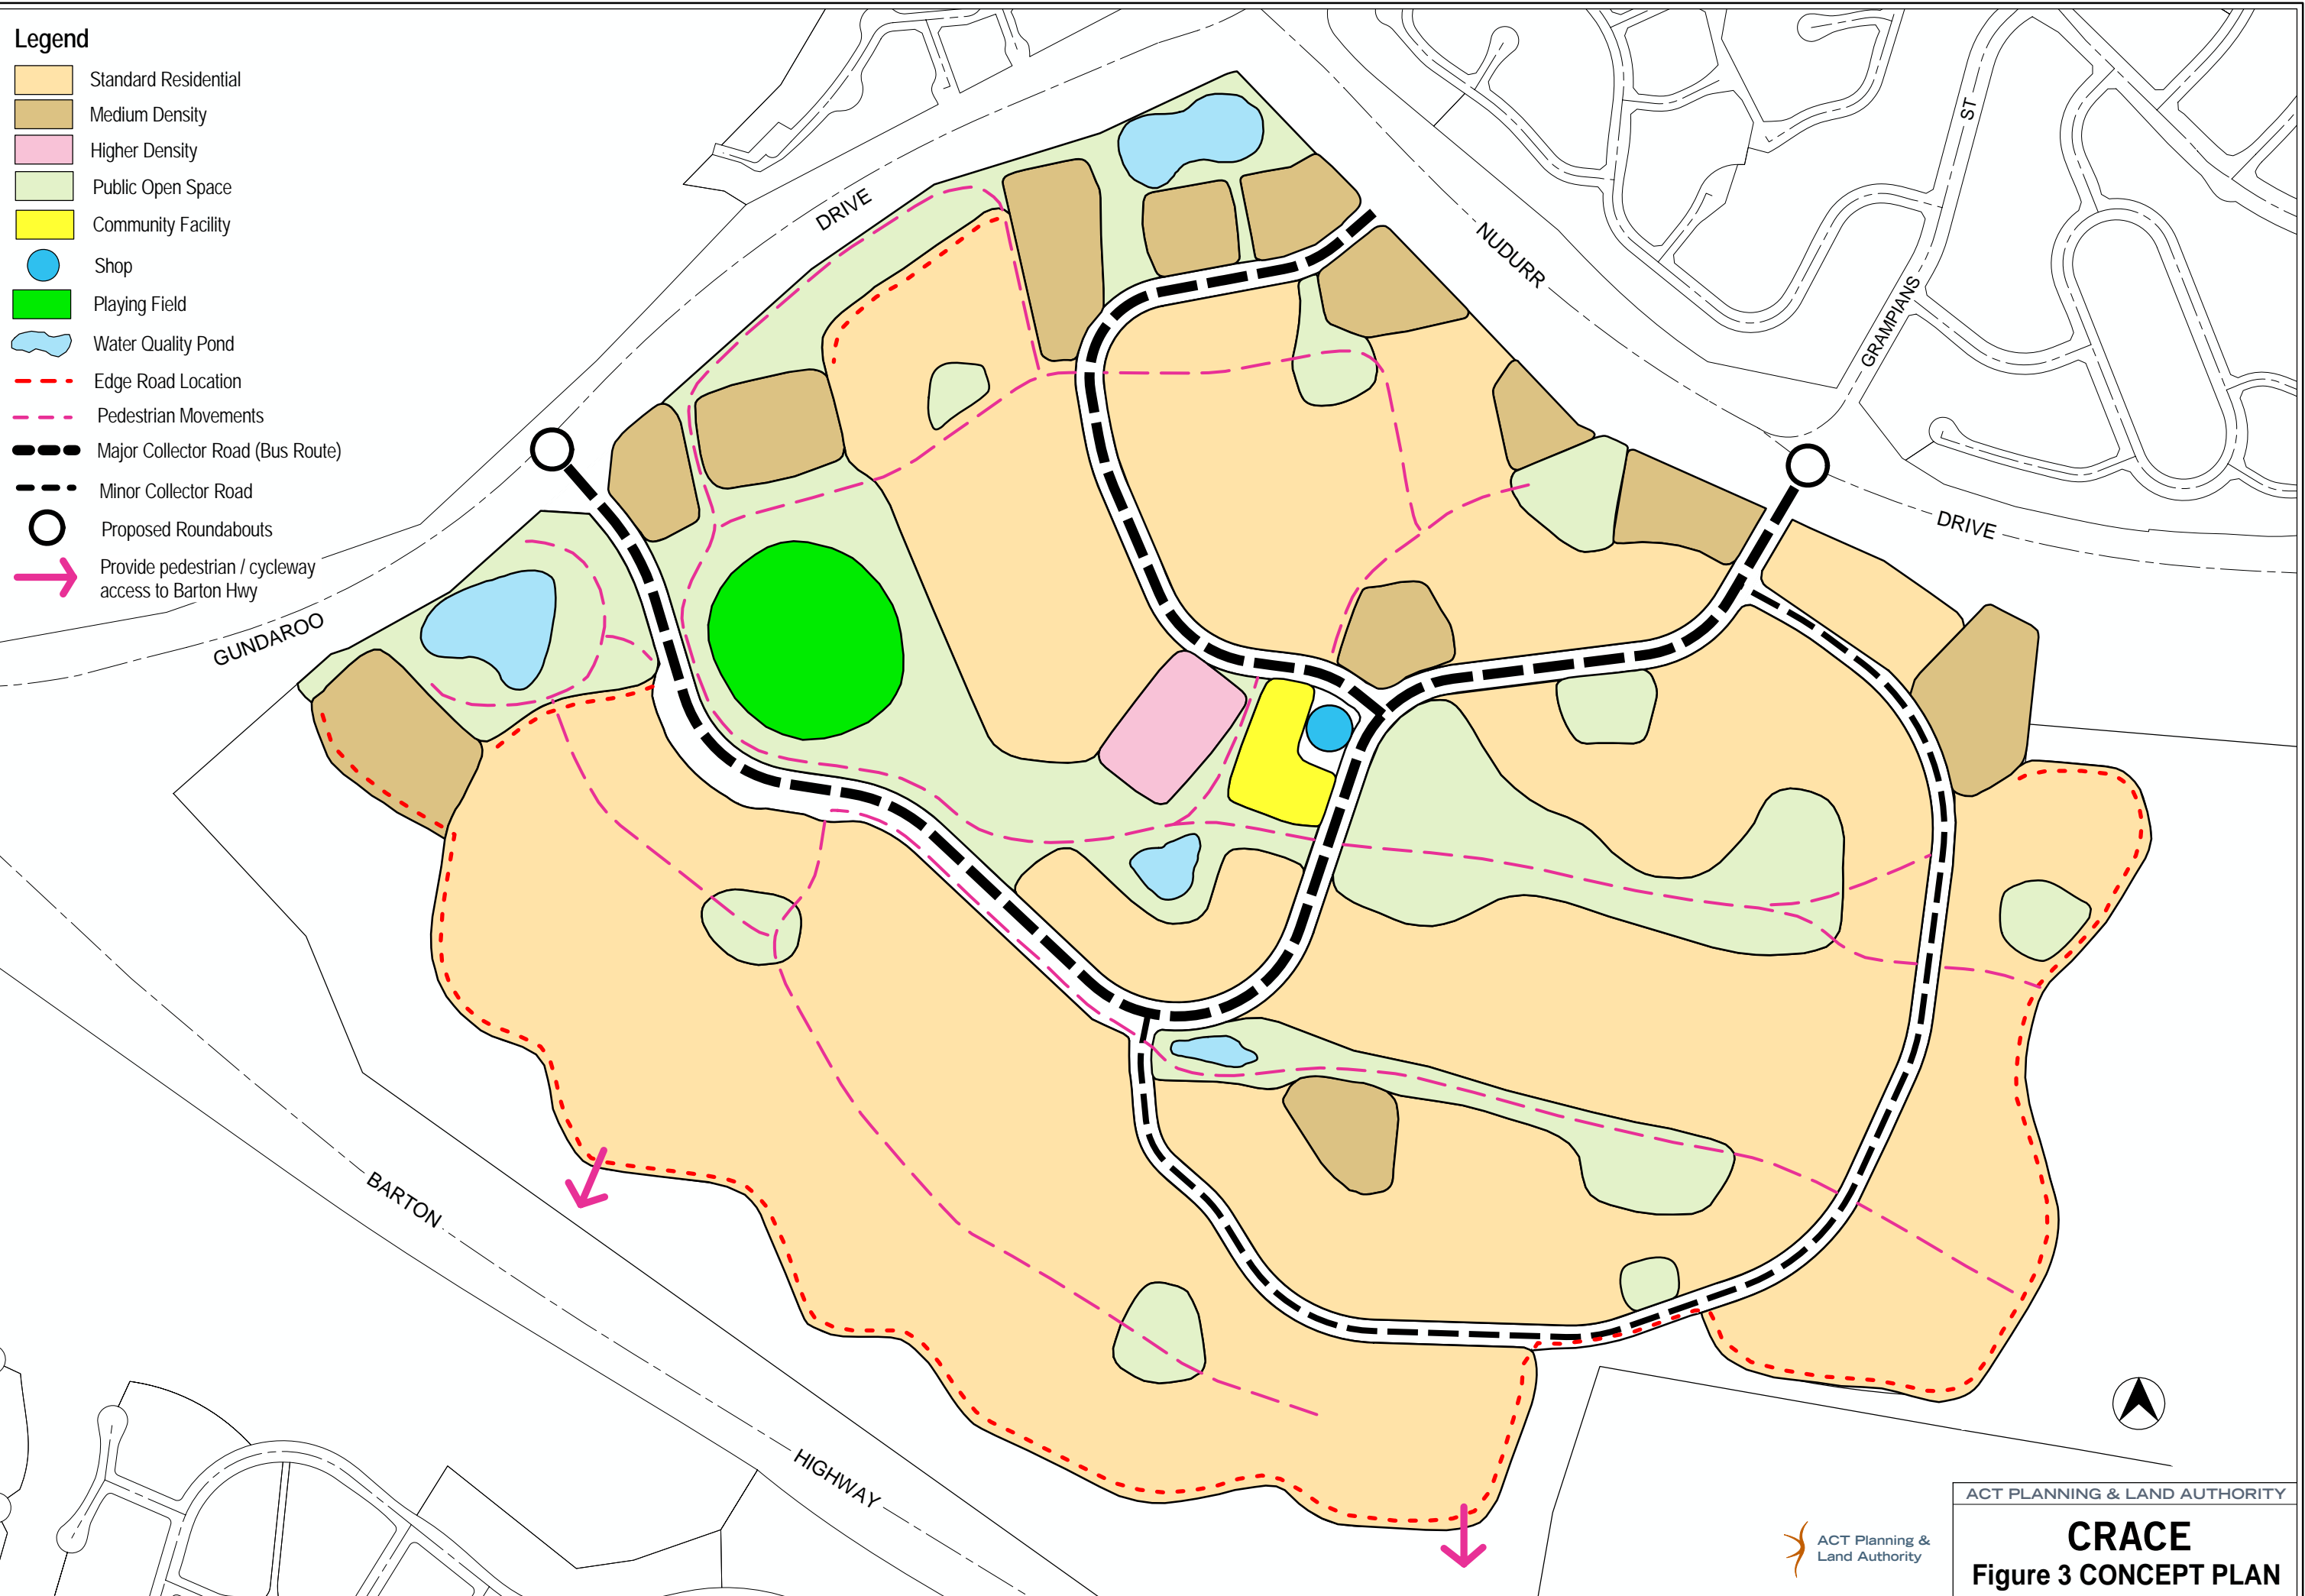 Legend
Standard Residential
Medium Density
Higher Density
Public Open Space
Community Facility
Shop
Playing Field
Water Quality Pond
Edge Road Location
Pedestrian Movements
Major Collector Road (Bus Route)
Minor Collector Road
Proposed Roundabouts
Provide pedestrian / cycleway
access to Barton Hwy
GUNDAROO
DRIVE
NUDURR
DRIVE
GRAMPIANS
ST
BARTON
HIGHWAY
ACT Planning &
Land Authority
ACT PLANNING & LAND AUTHORITY
CRACE
Figure 3 CONCEPT PLAN